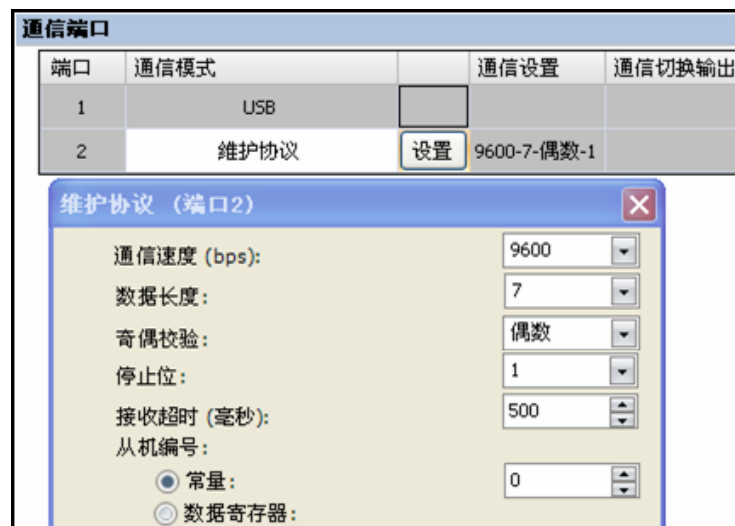 通信端口
端口 通信模式 通信设置 通信切换输出
1 USB
2 维护协议 设置 9600-7-偶数-1
维护协议 (端口2)
通信速度 (bps): 9600
数据长度: 7
奇偶校验: 偶数
停止位: 1
接收超时 (毫秒): 500
从机编号:
常量: 0
数据寄存器: